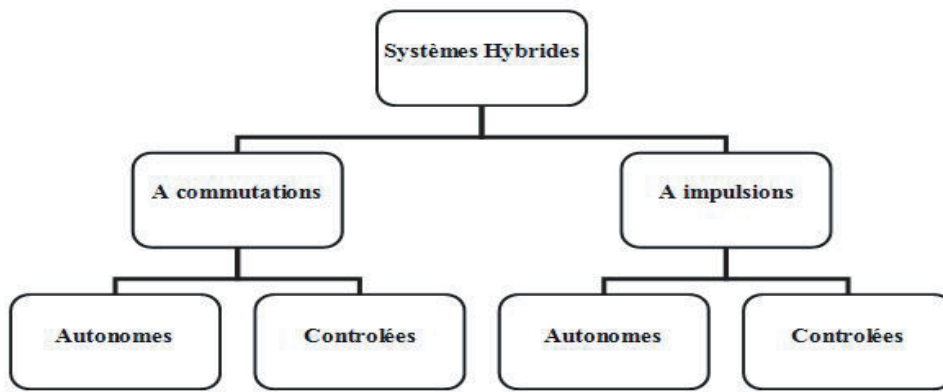 Systèmes Hybrides
A commutations
A impulsions
Autonomes
Controlées
Autonomes
Controlées